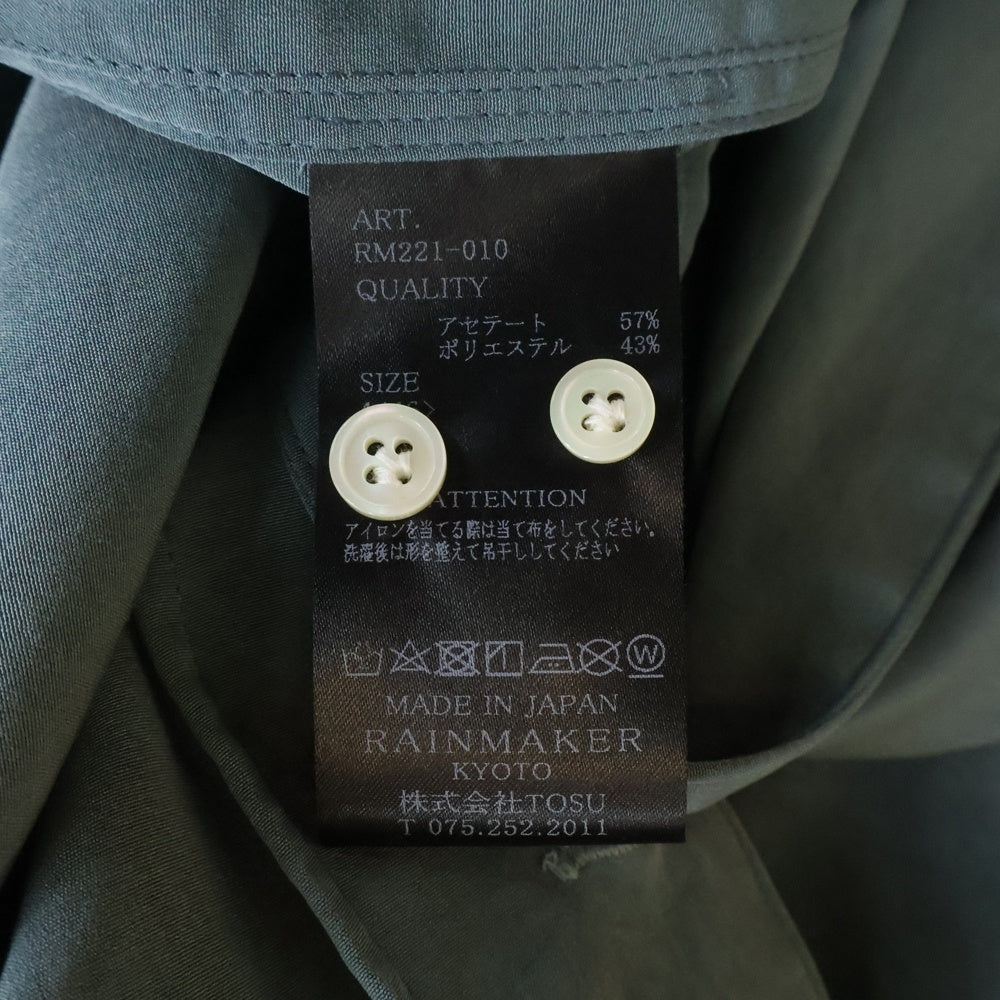 ART.
RM221-010
QUALITY
アセテート 57%
ポリエステル 43%
SIZE
ATTENTION
アイロンを当てる際は当て布をしてください。
洗濯後は形を整えて吊干ししてください
W
MADE IN JAPAN
RAINMAKER
KYOTO
株式会社TOSU
T 075.252.2011